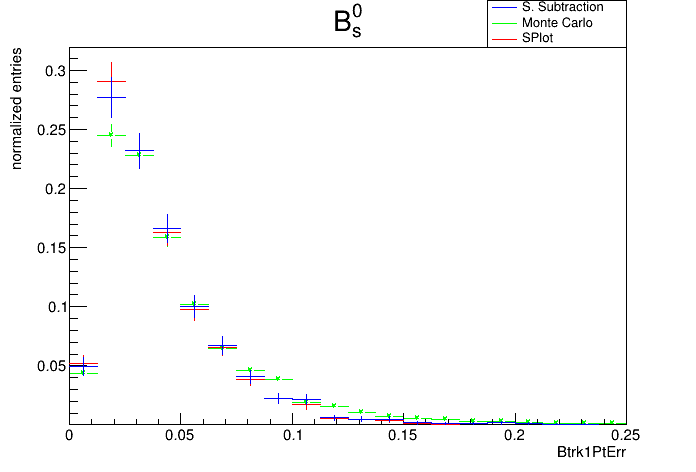 B0s
S. Subtraction
Monte Carlo
SPlot
normalized entries
0.3
0.25
0.2
0.15
0.1
0.05
0 0.05 0.1 0.15 0.2 0.25
Btrk1PtErr